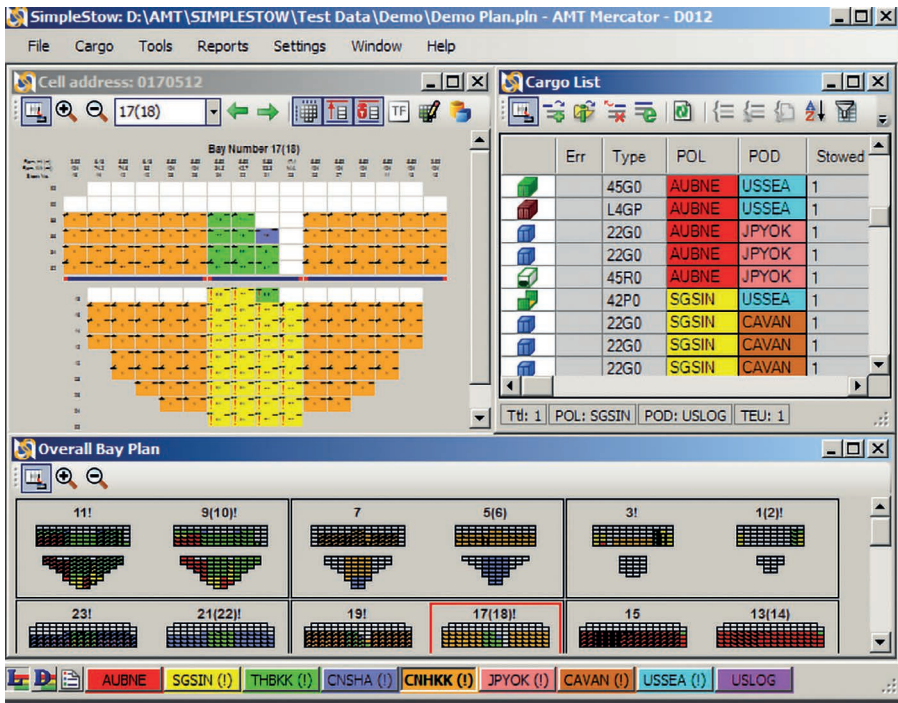 SimpleStow: D:\AMT\SIMPLESTOW\Test Data\Demo\Demo Plan.pln - AMT Mercator - D012
File Cargo Tools Reports Settings Window Help
Cell address: 0170512
17(18)
TF
Bay Number 17(18)
Cargo List
Err Type POL POD Stowed
45G0 AUBNE USSEA 1
L4GP AUBNE USSEA 1
22G0 AUBNE JPYOK 1
22G0 AUBNE JPYOK 1
45R0 AUBNE JPYOK 1
42P0 SGSIN USSEA 1
22G0 SGSIN CAVAN 1
22G0 SGSIN CAVAN 1
22G0 SGSIN CAVAN 1
Ttl: 1 POL: SGSIN POD: USLOG TEU: 1
Overall Bay Plan
11! 9(10)! 7 5(6) 3! 1(2)!
23! 21(22)! 19! 17(18)! 15 13(14)
AUBNE SGSIN (!) THBKK (!) CNSHA (!) CNHKK (!) JPYOK (!) CAVAN (!) USSEA (!) USLOG